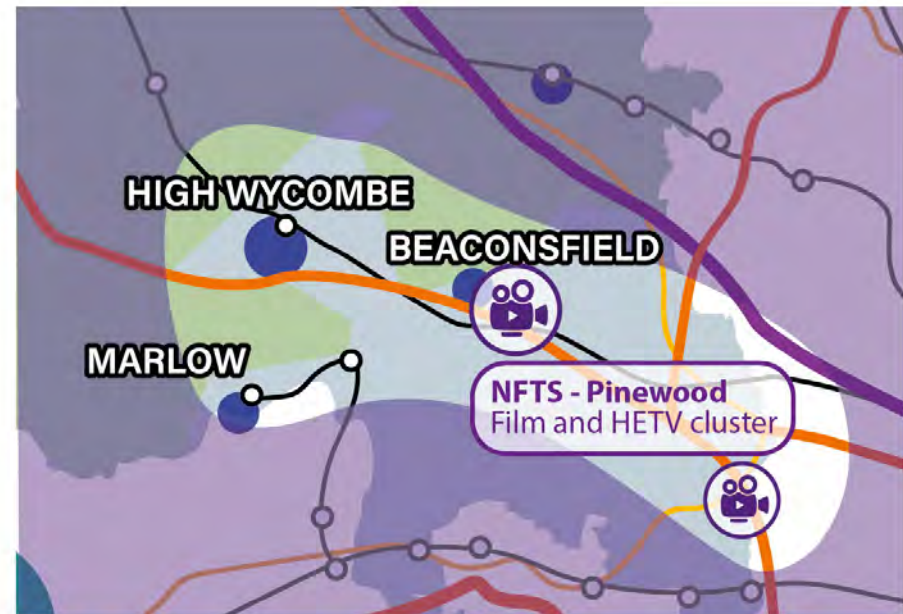 HIGH WYCOMBE
BEACONSFIELD
MARLOW
NFTS - Pinewood
Film and HETV cluster